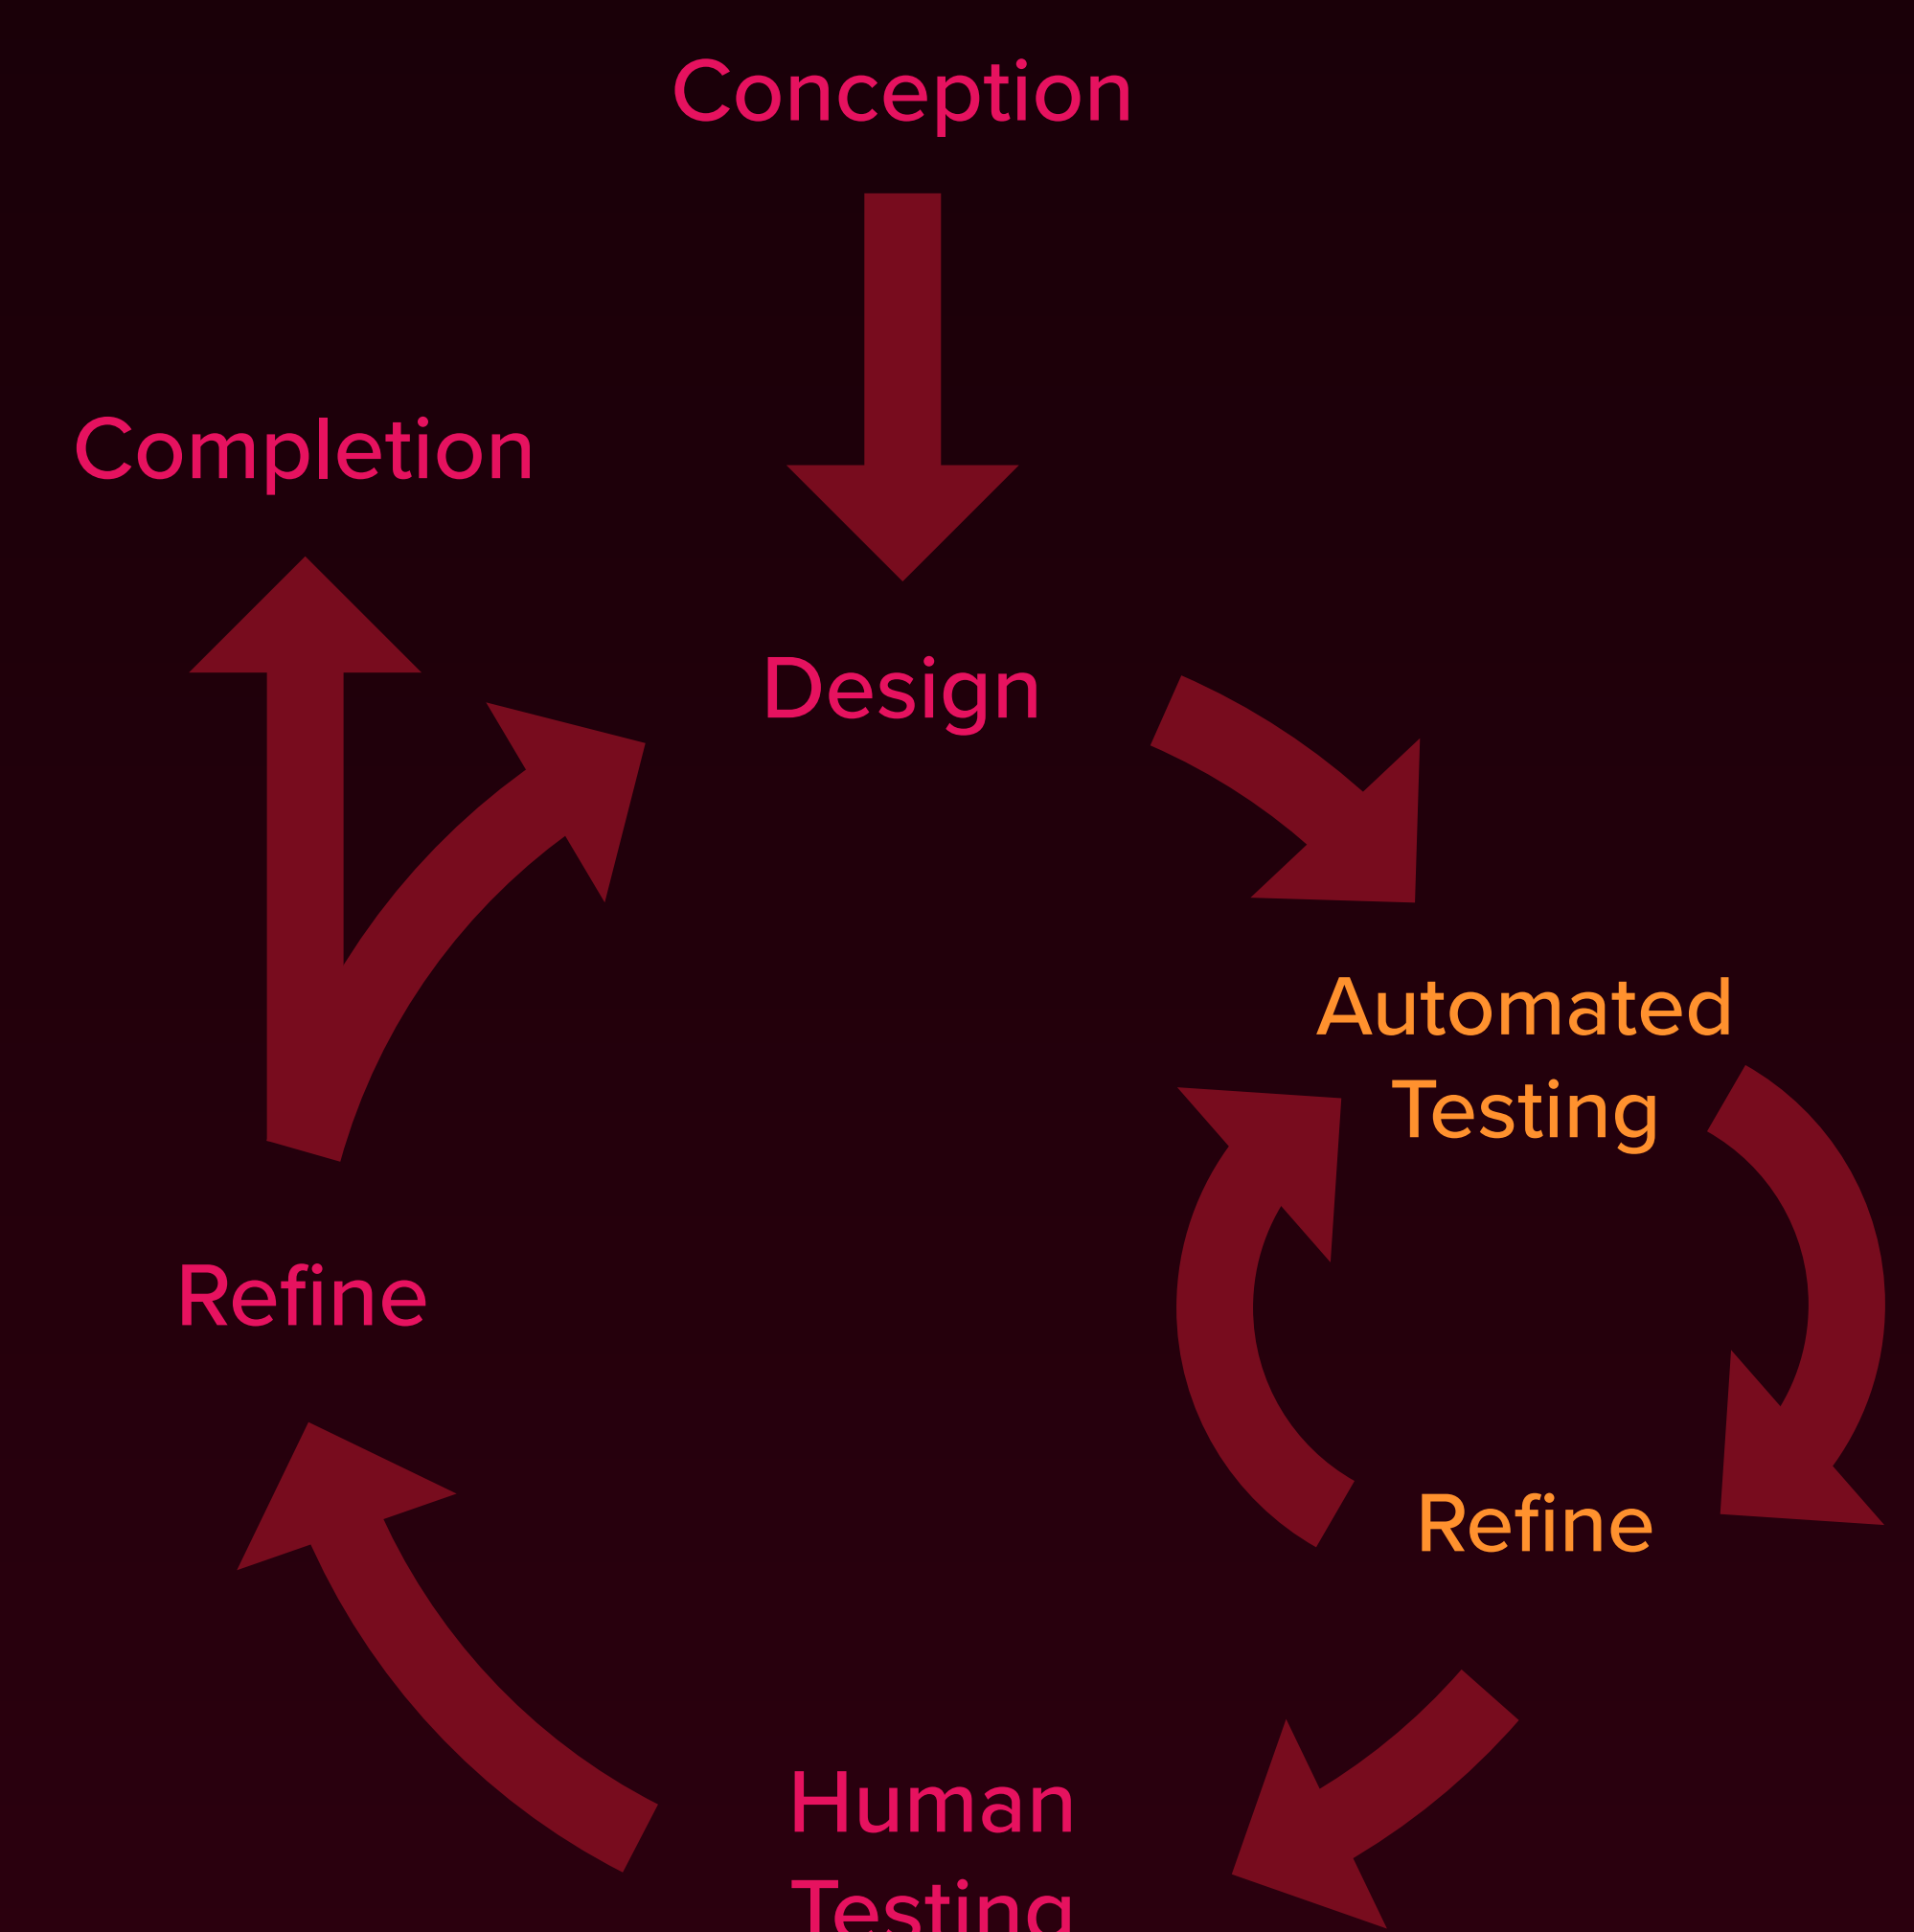 Conception
Completion
Design
Automated
Testing
Refine
Refine
Human
Testing